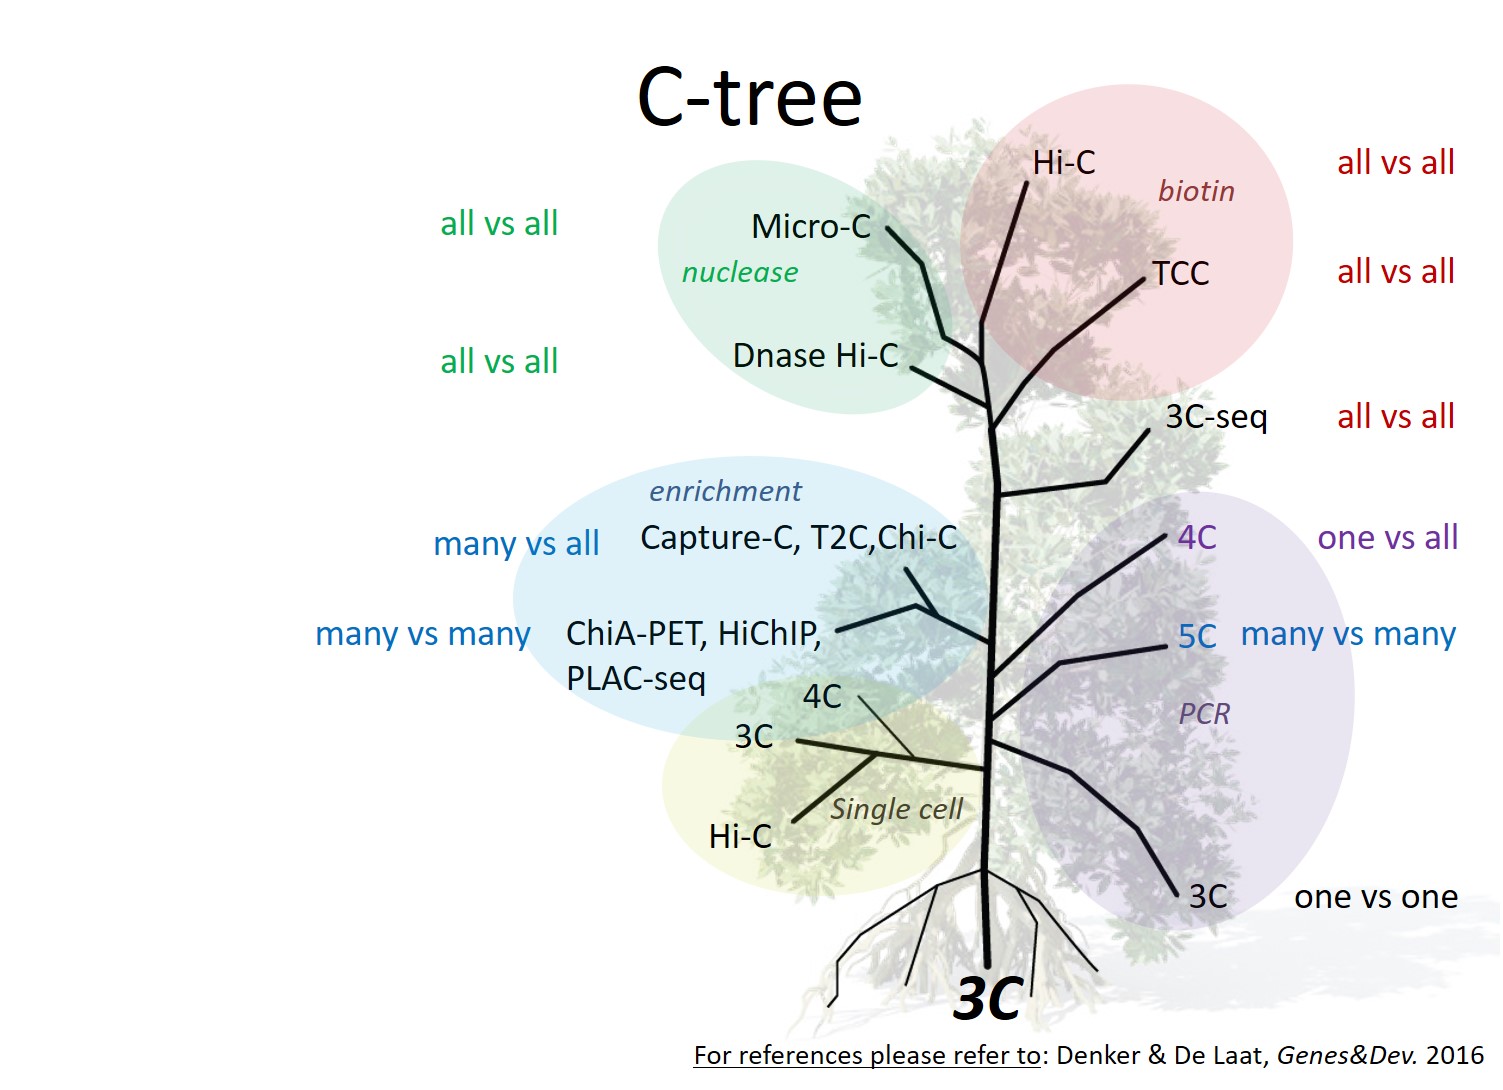 C-tree
Hi-C
all vs all
biotin
all vs all
Micro-C
nuclease
TCC
all vs all
all vs all
Dnase Hi-C
3C-seq
all vs all
enrichment
many vs all
Capture-C, T2C,Chi-C
4C
one vs all
many vs many
ChiA-PET, HiChIP,
PLAC-seq
5C
many vs many
4C
PCR
3C
Single cell
Hi-C
3C
one vs one
3C
For references please refer to: Denker & De Laat, Genes&Dev. 2016